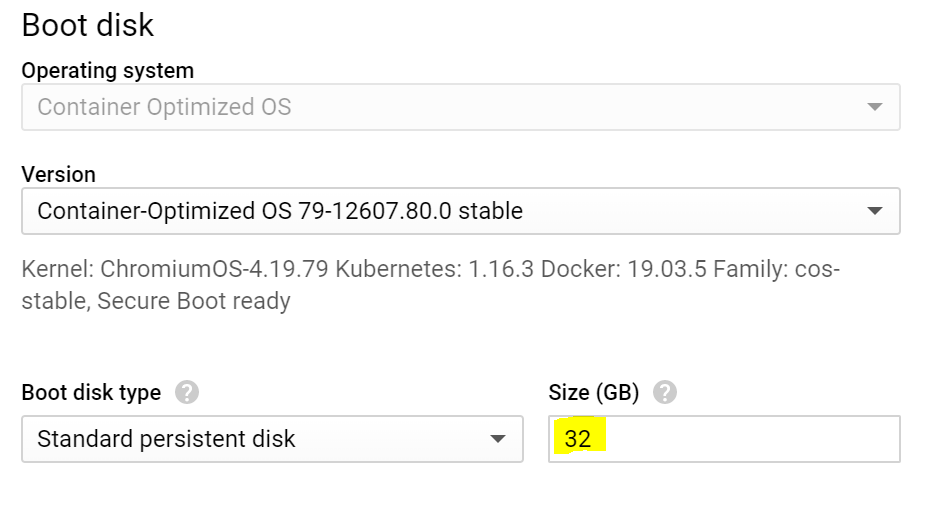 Boot disk
Operating system
Container Optimized OS
Version
Container-Optimized OS 79-12607.80.0 stable
Kernel: ChromiumOS-4.19.79 Kubernetes: 1.16.3 Docker: 19.03.5 Family: cos-
stable, Secure Boot ready
Boot disk type ? Size (GB) ?
Standard persistent disk 32